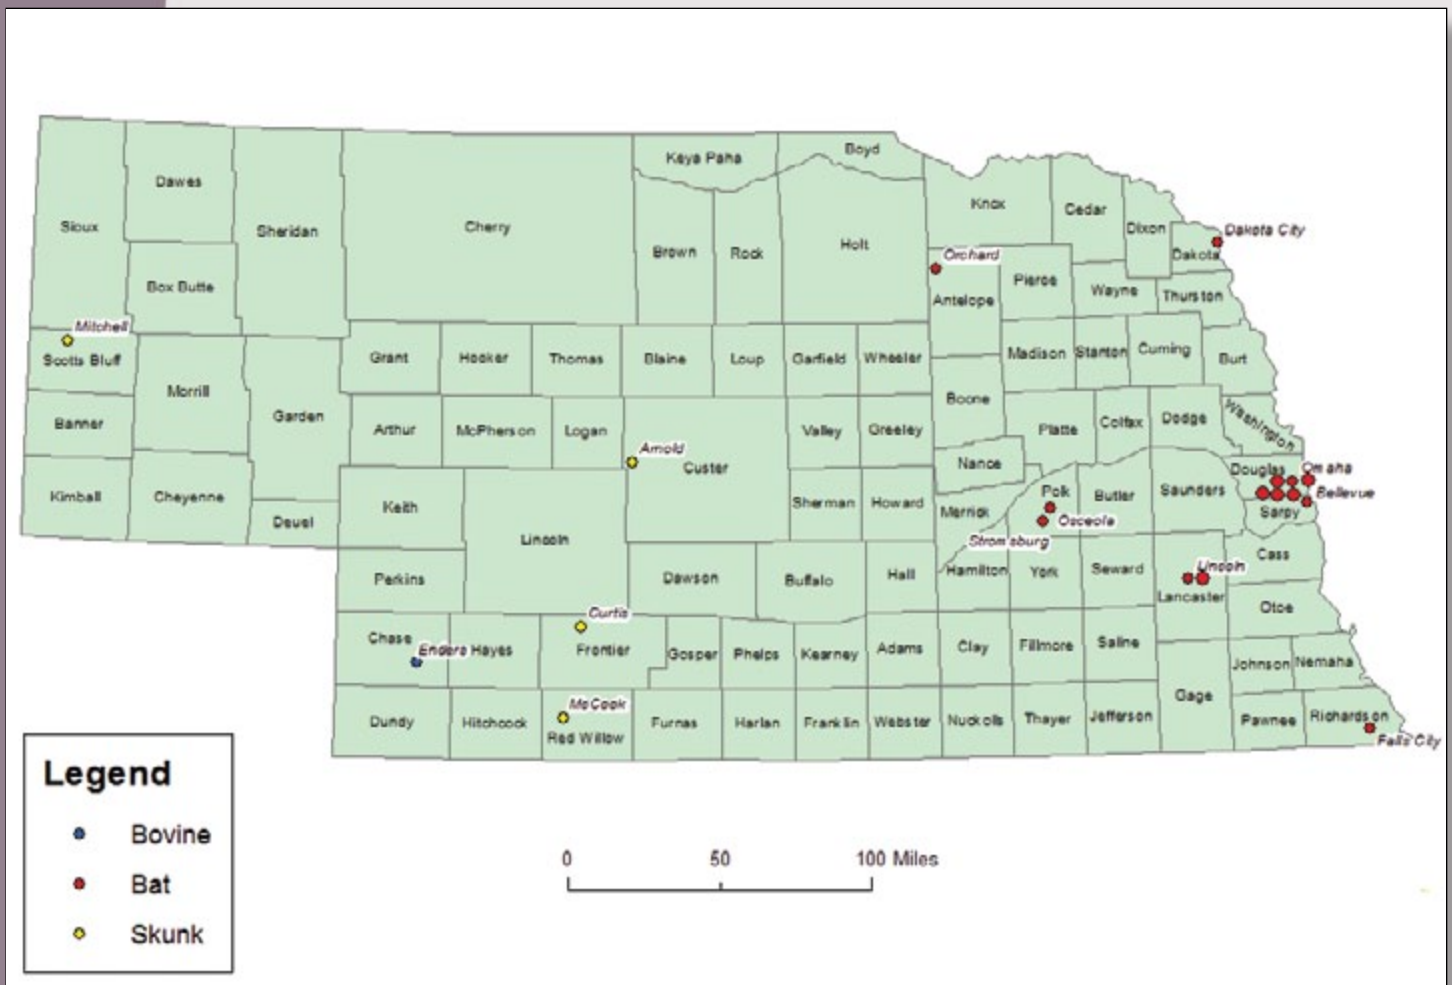 Keya Paha
Boyd
Dawes
Knox
Cedar
Sioux
Sheridan
Cherry
Dixon
Dakota City
Holt
Brown
Rock
Dakota
Orchard
Box Butte
Pierce
Wayne
Thurston
Antelope
Mitchell
Scotts Bluff
Grant
Hooker
Thomas
Blaine
Loup
Garfield
Wheeler
Madison
Stanton
Cuming
Burt
Morrill
Boone
Garden
Banner
Arthur
McPherson
Logan
Valley
Greeley
Platte
Colfax
Dodge
Washington
Arnold
Custer
Nance
Douglas
Omaha
Kimball
Cheyenne
Keith
Sherman
Howard
Polk
Butler
Saunders
Bellevue
Merrick
Sarpy
Deuel
Osceola
Lincoln
Stromsburg
Cass
Perkins
Dawson
Buffalo
Hall
Hamilton
York
Seward
Lincoln
Lancaster
Otoe
Curtis
Chase
Enders
Hayes
Frontier
Gosper
Phelps
Kearney
Adams
Clay
Fillmore
Saline
Johnson
Nemaha
Gage
McCook
Dundy
Hitchcock
Red Willow
Furnas
Harlan
Franklin
Webster
Nuckolls
Thayer
Jefferson
Pawnee
Richardson
Falls City
Legend
Bovine
Bat
Skunk
0 50 100 Miles